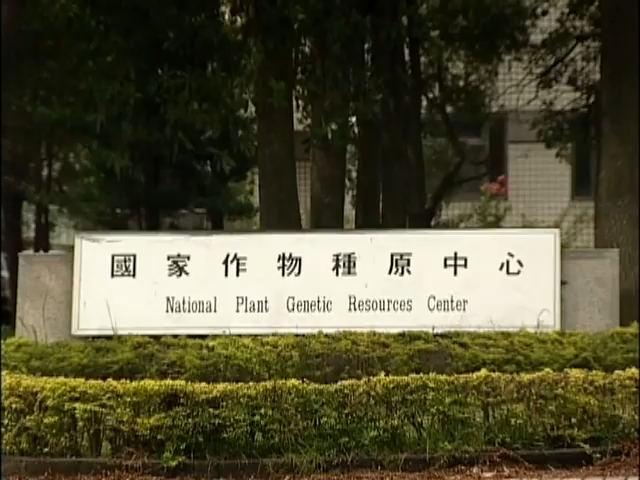 國家作物種原中心
National Plant Genetic Resources Center